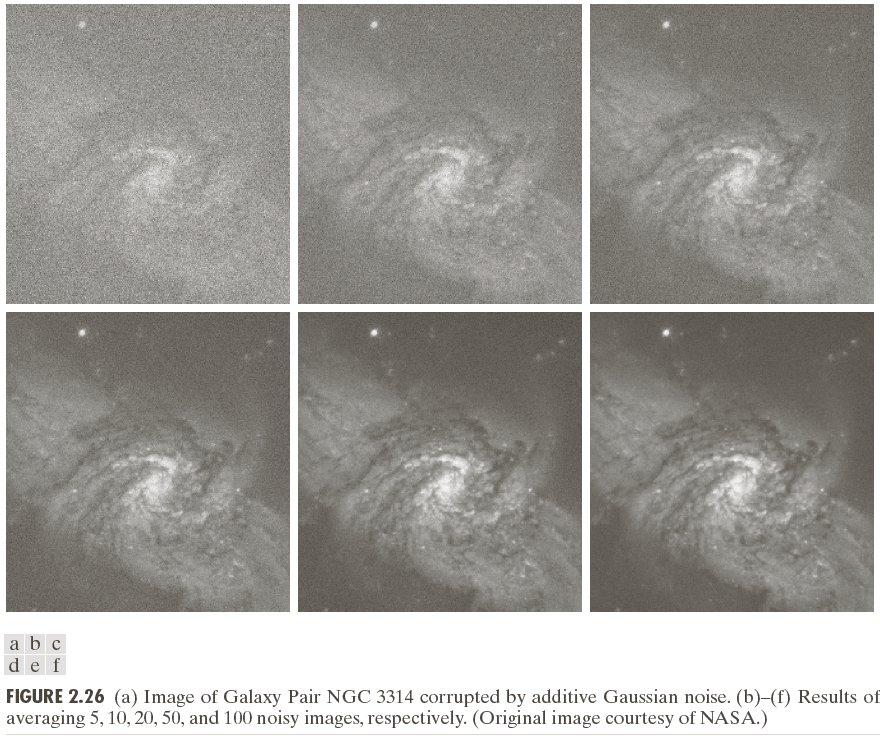 a b c
d e f
FIGURE 2.26 (a) Image of Galaxy Pair NGC 3314 corrupted by additive Gaussian noise. (b)–(f) Results of
averaging 5, 10, 20, 50, and 100 noisy images, respectively. (Original image courtesy of NASA.)